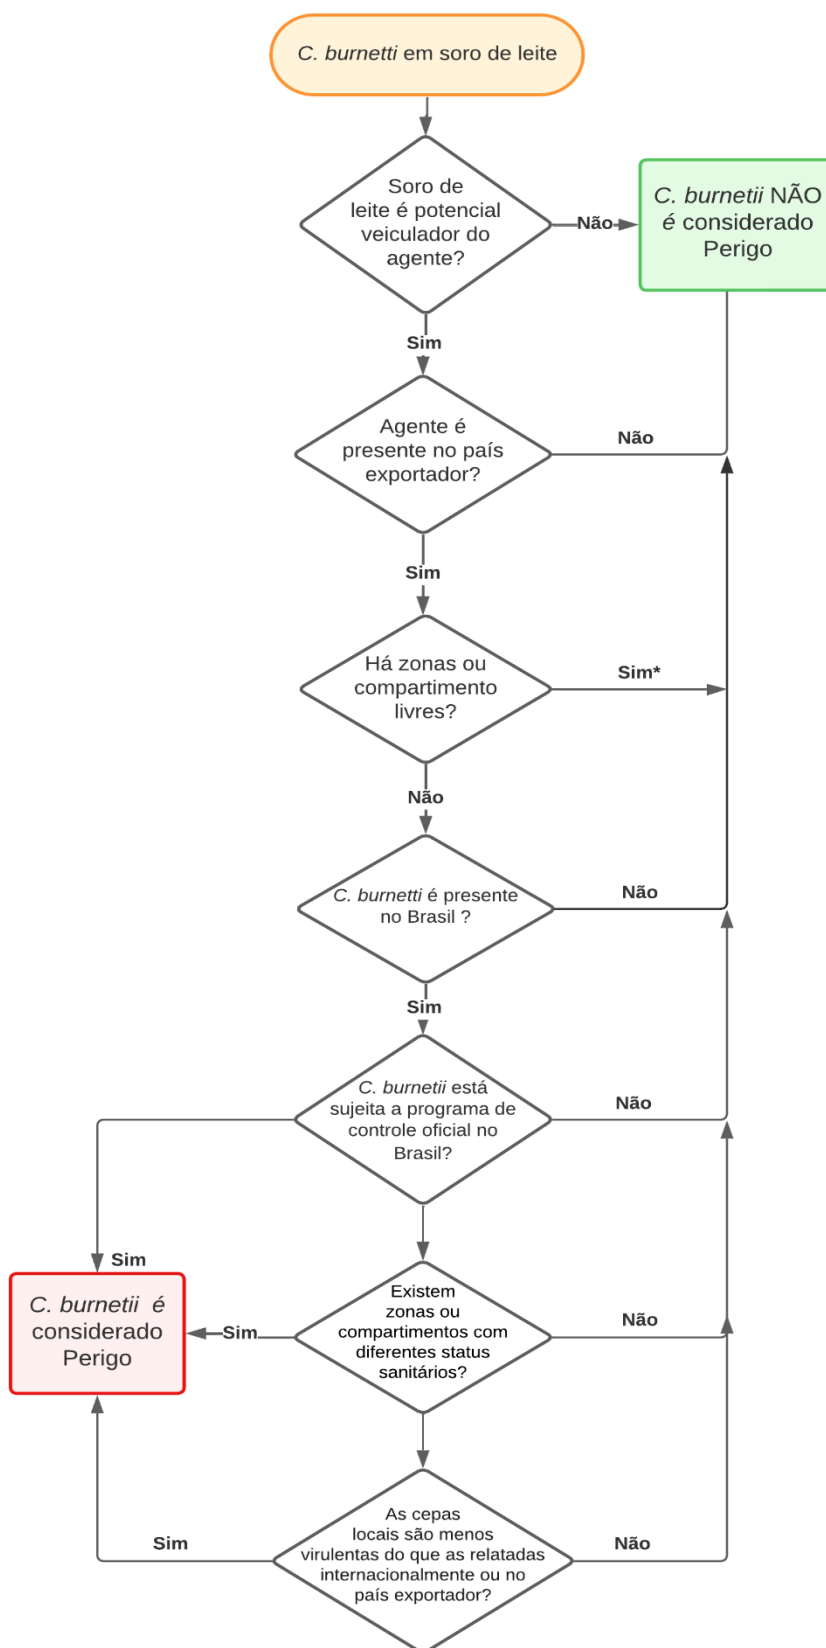 C. burnetti em soro de leite
Soro de
leite é potencial
veiculador do
agente?
Não
C. burnetii NÃO
é considerado
Perigo
Sim
Agente é
presente no país
exportador?
Não
Sim
Há zonas ou
compartimento
livres?
Sim*
Não
C. burnetti é presente
no Brasil ?
Não
Sim
C. burnetii está
sujeita a programa de
controle oficial no
Brasil?
Não
Sim
C. burnetii é
considerado
Perigo
Existem
zonas ou
compartimentos com
diferentes status
sanitários?
Sim
Não
As cepas
locais são menos
virulentas do que as relatadas
internacionalmente ou no
país exportador?
Sim
Não